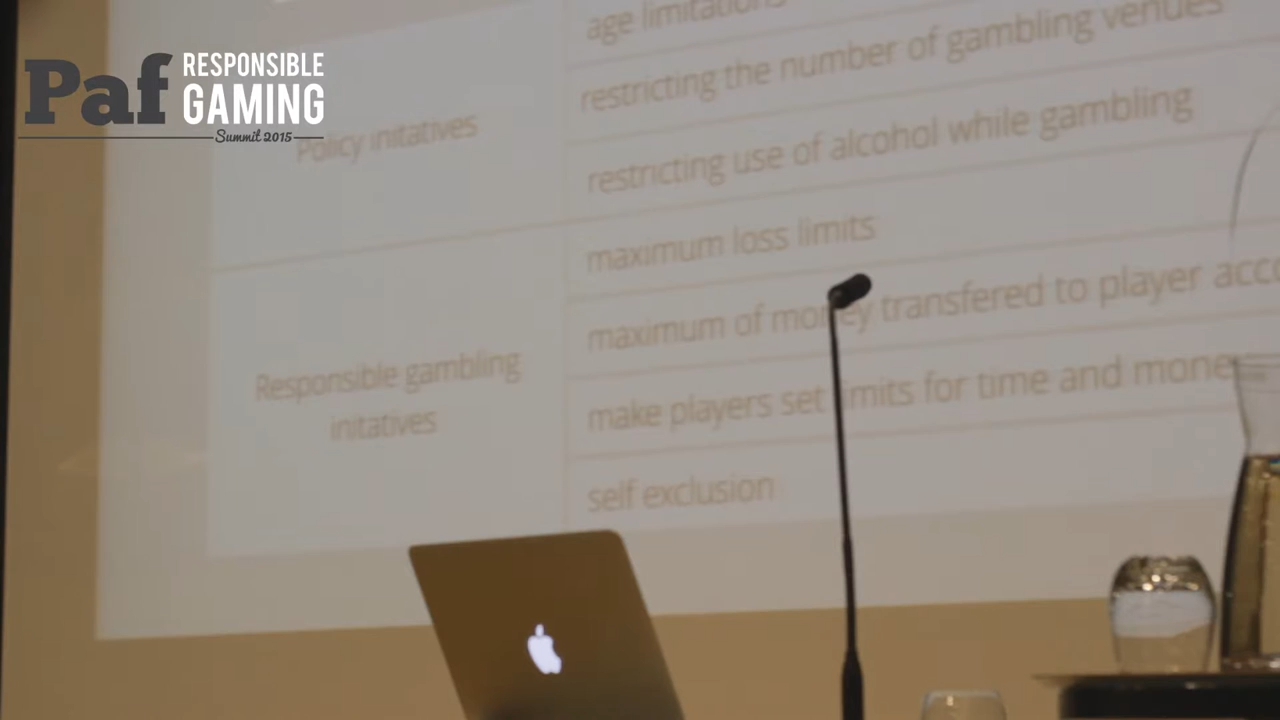 Paf RESPONSIBLE
GAMING
Summit 2015
age limitations
restricting the number of gambling venues
Policy initatives
restricting use of alcohol while gambling
maximum loss limits
maximum of money transfered to player
Responsible gambling
initatives
make players set limits for time and money
self exclusion